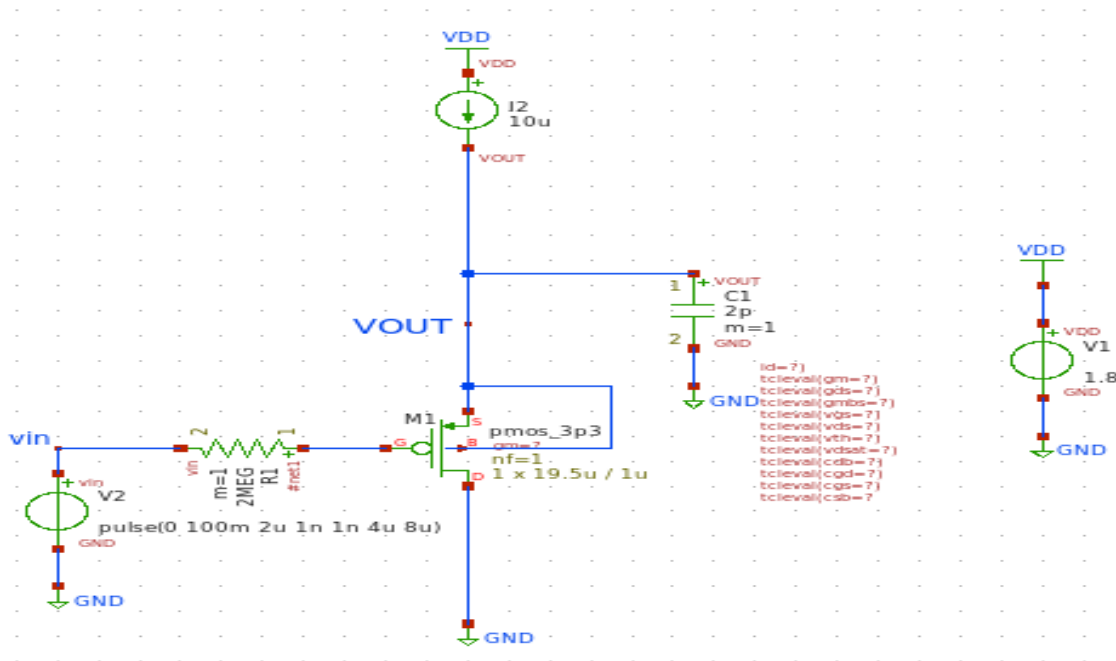 VDD
VDD
+
I2
10u
VOUT
VDD
1
+
VOUT
C1
2p
m=1
VOUT
2
GND
VDD
+
V1
1.8
GND
GND
GND
Id=?)
tcleval(gm=?)
tcleval(gds=?)
tcleval(gmbs=?)
tcleval(vgs=?)
tcleval(vds=?)
tcleval(vth=?)
tcleval(vdsat=?)
tcleval(cdb=?)
tcleval(cgd=?)
tcleval(cgs=?)
tcleval(csb=?
M1
S
pmos_3p3
G
B
gm=?
nf=1
D
1 x 19.5u / 1u
vin
2
1
vin
m=1
2MEG
R1
+
#net1
+
vin
V2
pulse(0 100m 2u 1n 1n 4u 8u)
GND
GND
GND